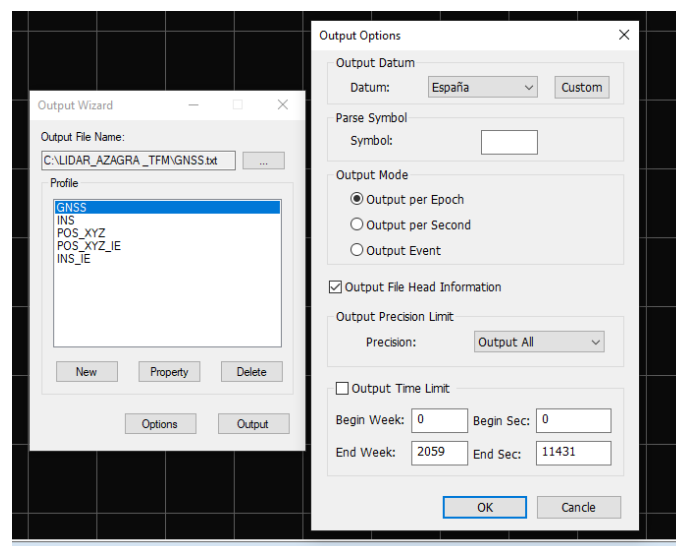 Output Wizard
Output File Name:
C:\LIDAR_AZAGRA _TFM\GNSS.txt
...
Profile
GNSS
INS
POS_XYZ
POS_XYZ_IE
INS_IE
New Property Delete
Options Output
Output Options
Output Datum
Datum: España Custom
Parse Symbol
Symbol:
Output Mode
Output per Epoch
Output per Second
Output Event
Output File Head Information
Output Precision Limit
Precision: Output All
Output Time Limit
Begin Week: 0 Begin Sec: 0
End Week: 2059 End Sec: 11431
OK Cancle